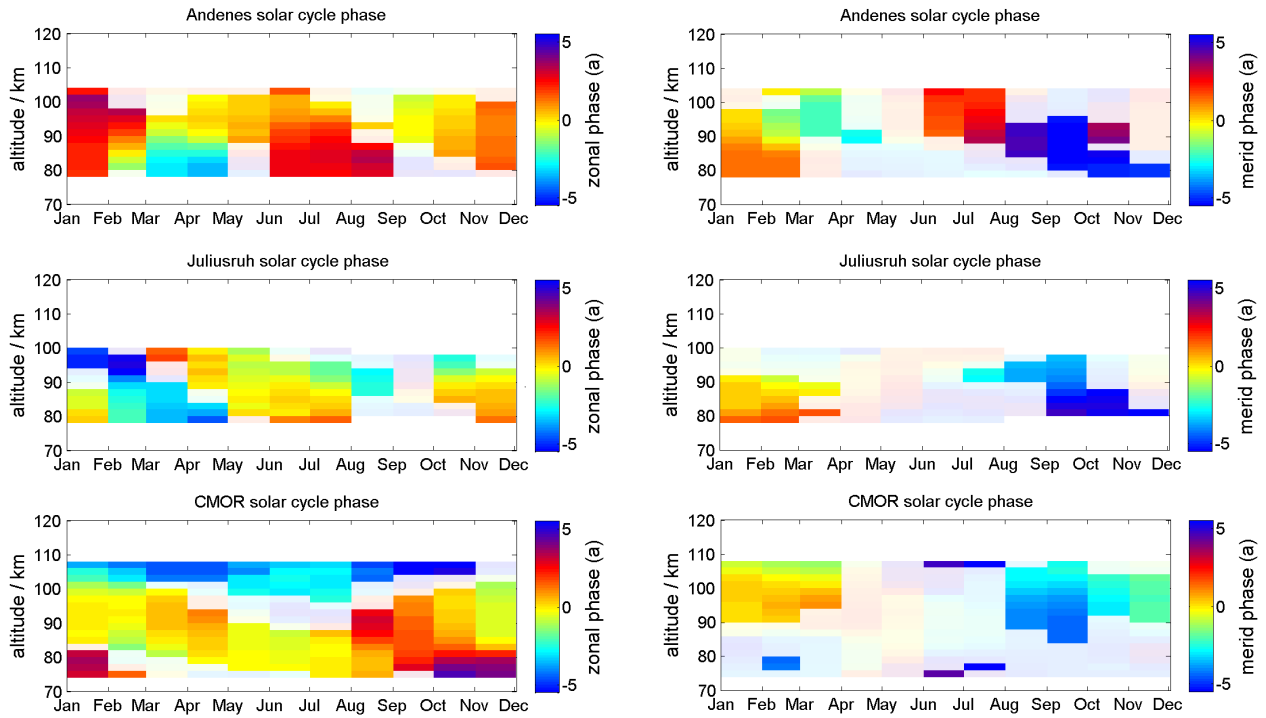 Andenes solar cycle phase
120
110
100
90
80
70
altitude / km
Jan Feb Mar Apr May Jun Jul Aug Sep Oct Nov Dec
5
0
-5
zonal phase (a)
Andenes solar cycle phase
120
110
100
90
80
70
altitude / km
Jan Feb Mar Apr May Jun Jul Aug Sep Oct Nov Dec
5
0
-5
merid phase (a)
Juliusruh solar cycle phase
120
110
100
90
80
70
altitude / km
Jan Feb Mar Apr May Jun Jul Aug Sep Oct Nov Dec
5
0
-5
zonal phase (a)
Juliusruh solar cycle phase
120
110
100
90
80
70
altitude / km
Jan Feb Mar Apr May Jun Jul Aug Sep Oct Nov Dec
5
0
-5
merid phase (a)
CMOR solar cycle phase
120
110
100
90
80
70
altitude / km
Jan Feb Mar Apr May Jun Jul Aug Sep Oct Nov Dec
5
0
-5
zonal phase (a)
CMOR solar cycle phase
120
110
100
90
80
70
altitude / km
Jan Feb Mar Apr May Jun Jul Aug Sep Oct Nov Dec
5
0
-5
merid phase (a)